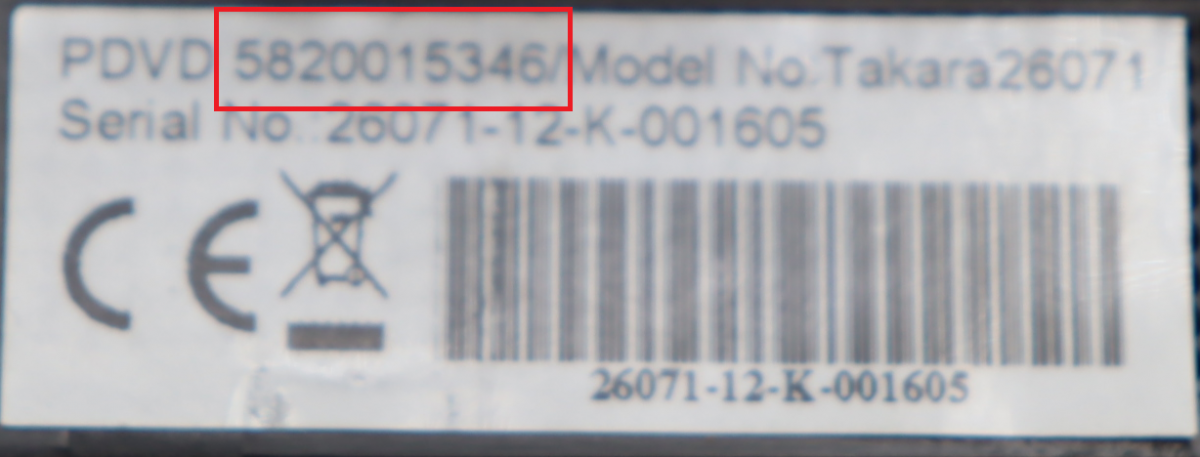 PDVD 5820015346/Model No.:Takara26071
Serial No.:26071-12-K-001605
CE
26071-12-K-001605